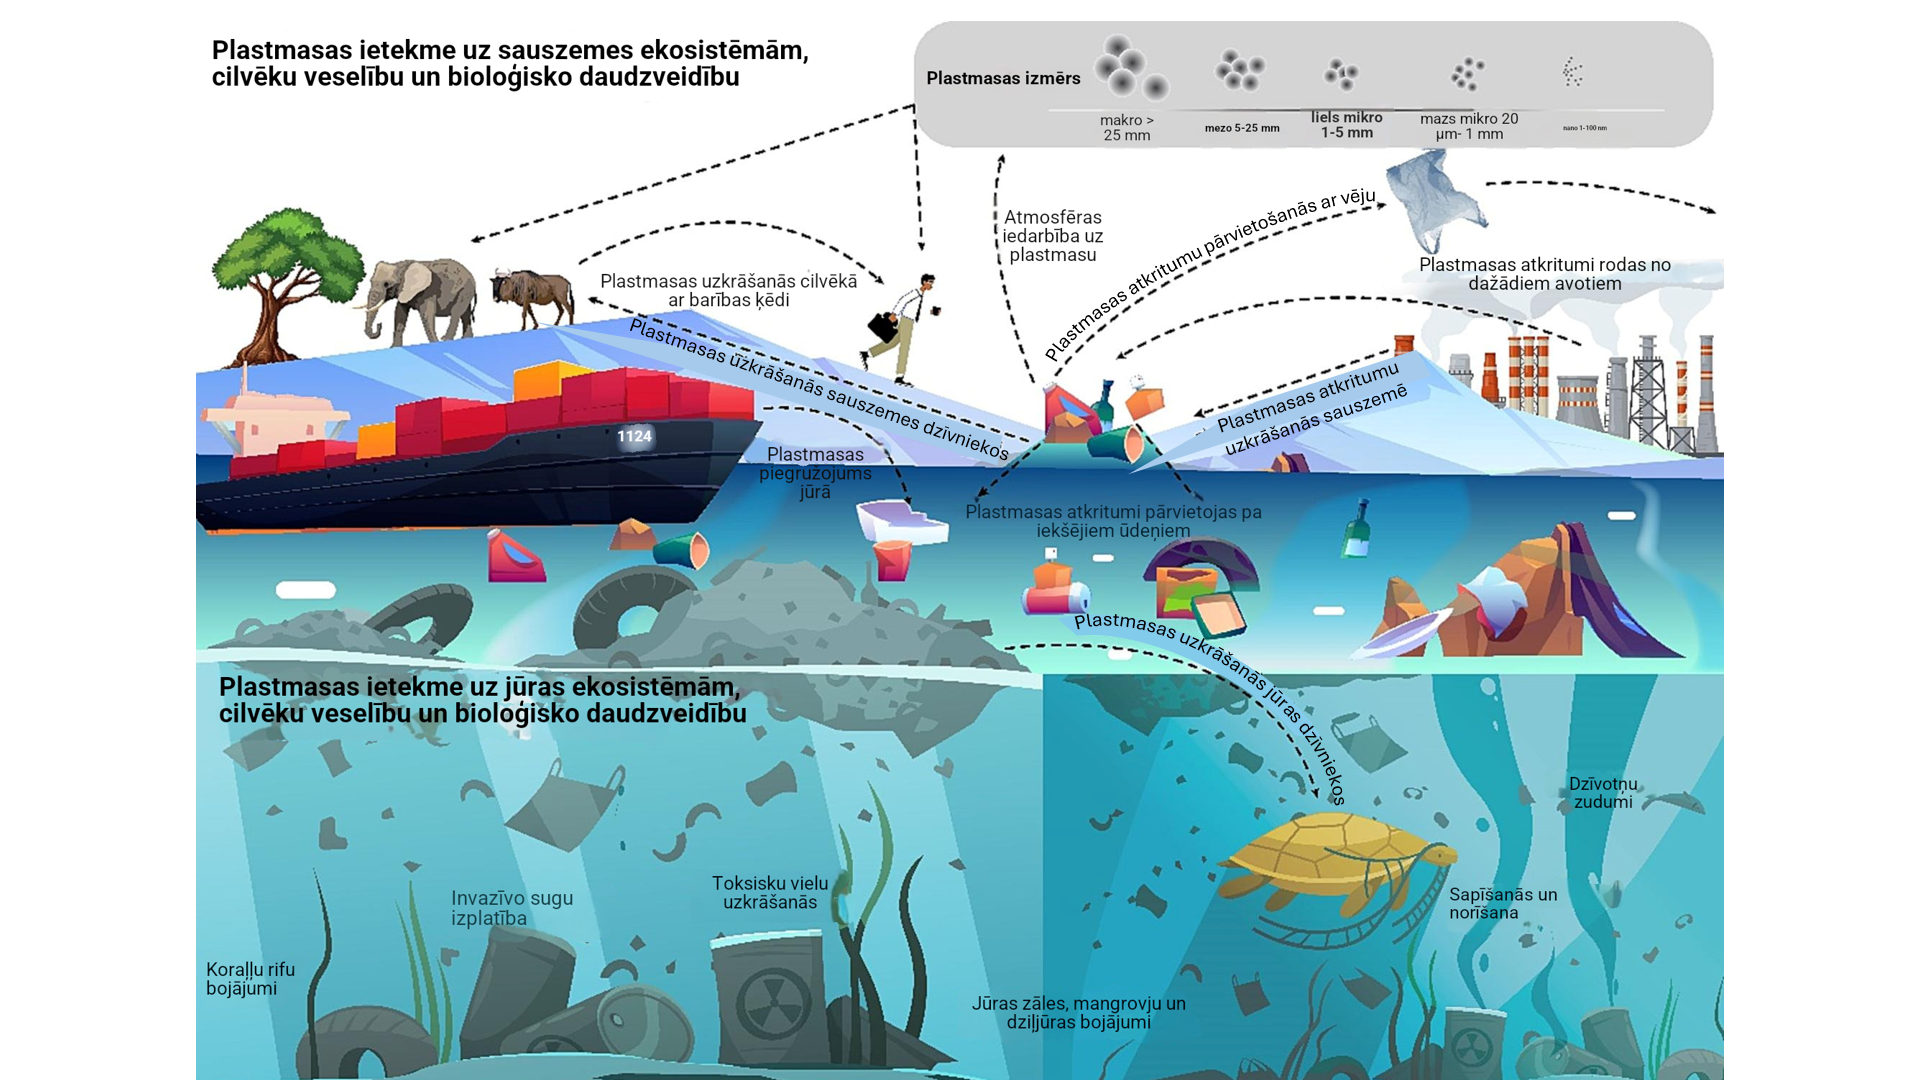 Plastmasas ietekme uz sauszemes ekosistēmām,
cilvēku veselību un bioloģisko daudzveidību
Plastmasas izmērs
makro >
25 mm
mezo 5-25 mm
liels mikro
1-5 mm
mazs mikro 20
µm- 1 mm
nano 1-100 nm
Atmosfēras
iedarbība uz
plastmasu
Plastmasas atkritumu pārvietošanās ar vēju
Plastmasas atkritumi rodas no
dažādiem avotiem
Plastmasas uzkrāšanās cilvēkā
ar barības ķēdi
Plastmasas uzkrāšanās sauszemes dzīvniekos
Plastmasas atkritumu
uzkrāšanās sauszemē
1124
Plastmasas
piegružojums
jūrā
Plastmasas atkritumi pārvietojas pa
iekšējiem ūdeņiem
Plastmasas uzkrāšanās jūras dzīvniekos
Plastmasas ietekme uz jūras ekosistēmām,
cilvēku veselību un bioloģisko daudzveidību
Dzīvotņu
zudumi
Invazīvo sugu
izplatība
Toksisku vielu
uzkrāšanās
Sapīšanās un
norīšana
Koraļļu rifu
bojājumi
Jūras zāles, mangrovju un
dziļjūras bojājumi